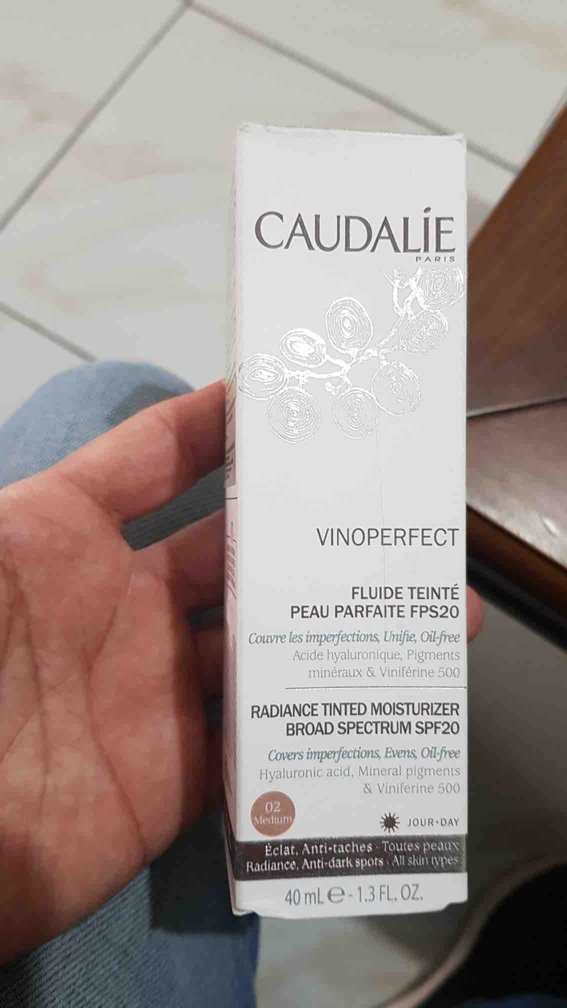 CAUDALÍE
PARIS
VINOPERFECT
FLUIDE TEINTÉ
PEAU PARFAITE FPS20
Couvre les imperfections, Unifie, Oil-free
Acide hyaluronique, Pigments
minéraux & Viniférine 500
RADIANCE TINTED MOISTURIZER
BROAD SPECTRUM SPF20
Covers imperfections, Evens, Oil-free
Hyaluronic acid, Mineral pigments
& Viniferine 500
02
Medium
JOUR•DAY
Éclat, Anti-taches · Toutes peaux
Radiance, Anti-dark spots · All skin types
40 mL e - 1.3 FL. OZ.